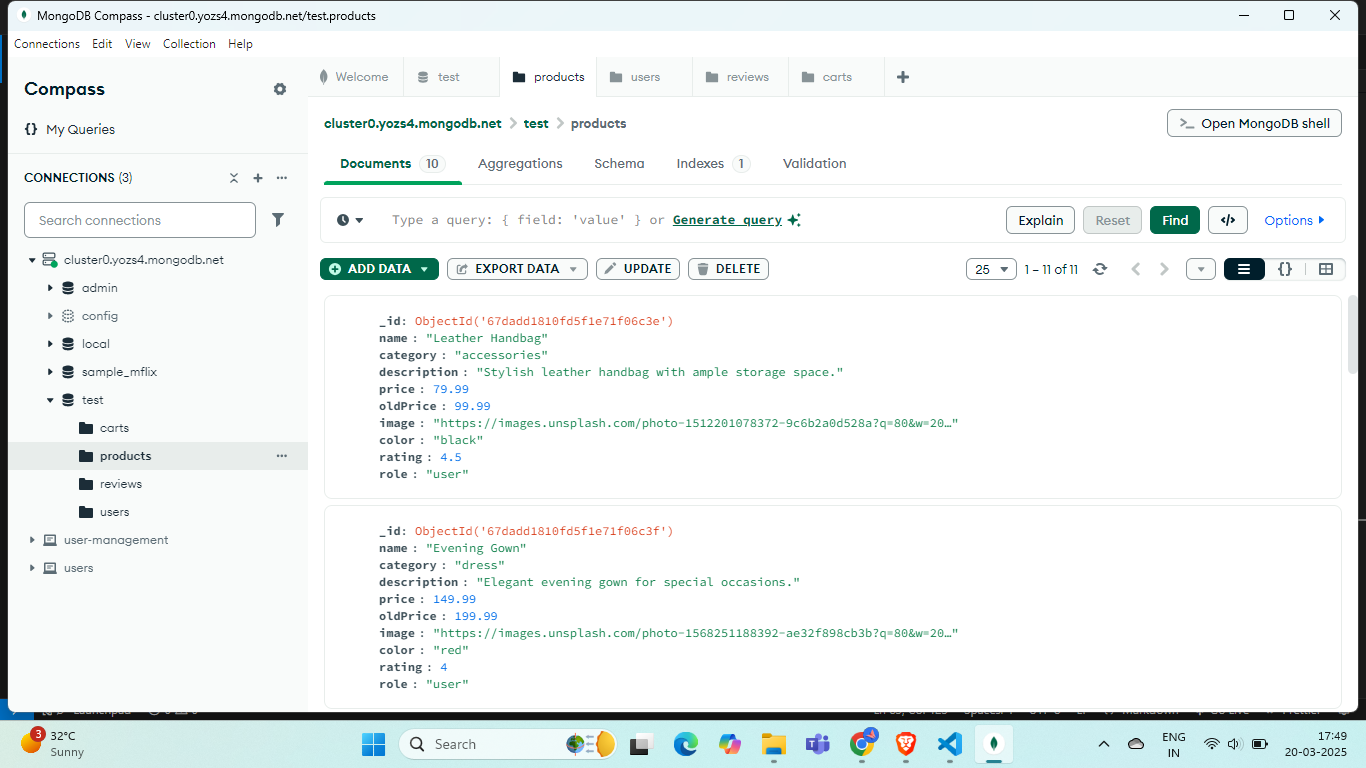 MongoDB Compass - cluster0.yozs4.mongodb.net/test.products
Connections Edit View Collection Help
Compass
{} My Queries
CONNECTIONS (3)
Search connections
cluster0.yozs4.mongodb.net
admin
config
local
sample_mflix
test
carts
products
reviews
users
user-management
users
Welcome test products users reviews carts
cluster0.yozs4.mongodb.net > test > products
>_ Open MongoDB shell
Documents 10 Aggregations Schema Indexes 1 Validation
Type a query: { field: 'value' } or Generate query
Explain Reset Find </> Options
ADD DATA EXPORT DATA UPDATE DELETE
25 1 – 11 of 11 {}
_id: ObjectId('67dadd1810fd5f1e71f06c3e')
name : "Leather Handbag"
category : "accessories"
description : "Stylish leather handbag with ample storage space."
price : 79.99
oldPrice : 99.99
image : "https://images.unsplash.com/photo-1512201078372-9c6b2a0d528a?q=80&w=20…"
color : "black"
rating : 4.5
role : "user"
_id: ObjectId('67dadd1810fd5f1e71f06c3f')
name : "Evening Gown"
category : "dress"
description : "Elegant evening gown for special occasions."
price : 149.99
oldPrice : 199.99
image : "https://images.unsplash.com/photo-1568251188392-ae32f898cb3b?q=80&w=20…"
color : "red"
rating : 4
role : "user"
3
32°C
Sunny
Search
ENG
IN
17:49
20-03-2025